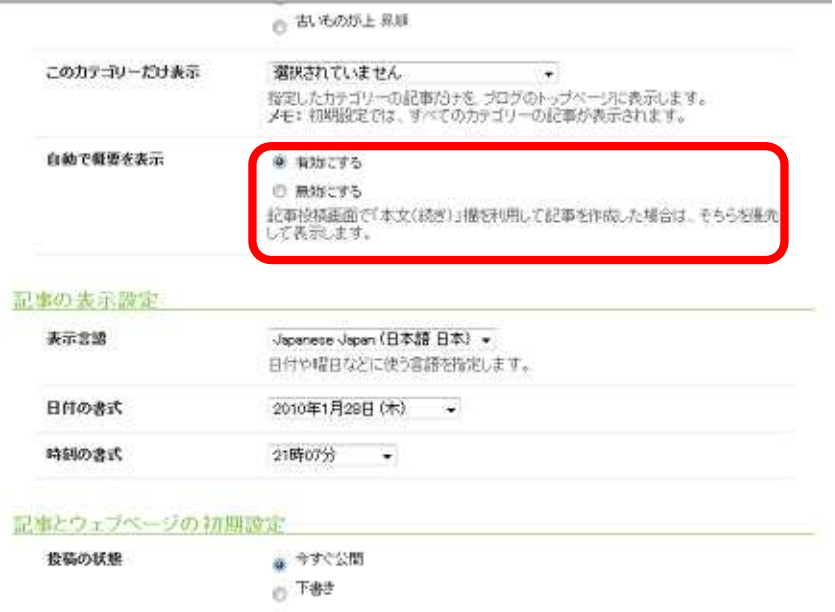 古いものが上 昇順
このカテゴリーだけ表示
選択されていません
指定したカテゴリーの記事だけを、ブログのトップページに表示します。
メモ：初期設定では、すべてのカテゴリーの記事が表示されます。
自動で概要を表示
有効にする
無効にする
記事投稿画面で「本文（続き）」欄を利用して記事を作成した場合は、そちらを優先
して表示します。
記事の表示設定
表示言語
Japanese Japan (日本語 日本)
日付や曜日などに使う言語を指定します。
日付の書式
2010年1月28日 (木)
時刻の書式
21時07分
記事とウェブページの初期設定
投稿の状態
今すぐ公開
下書き